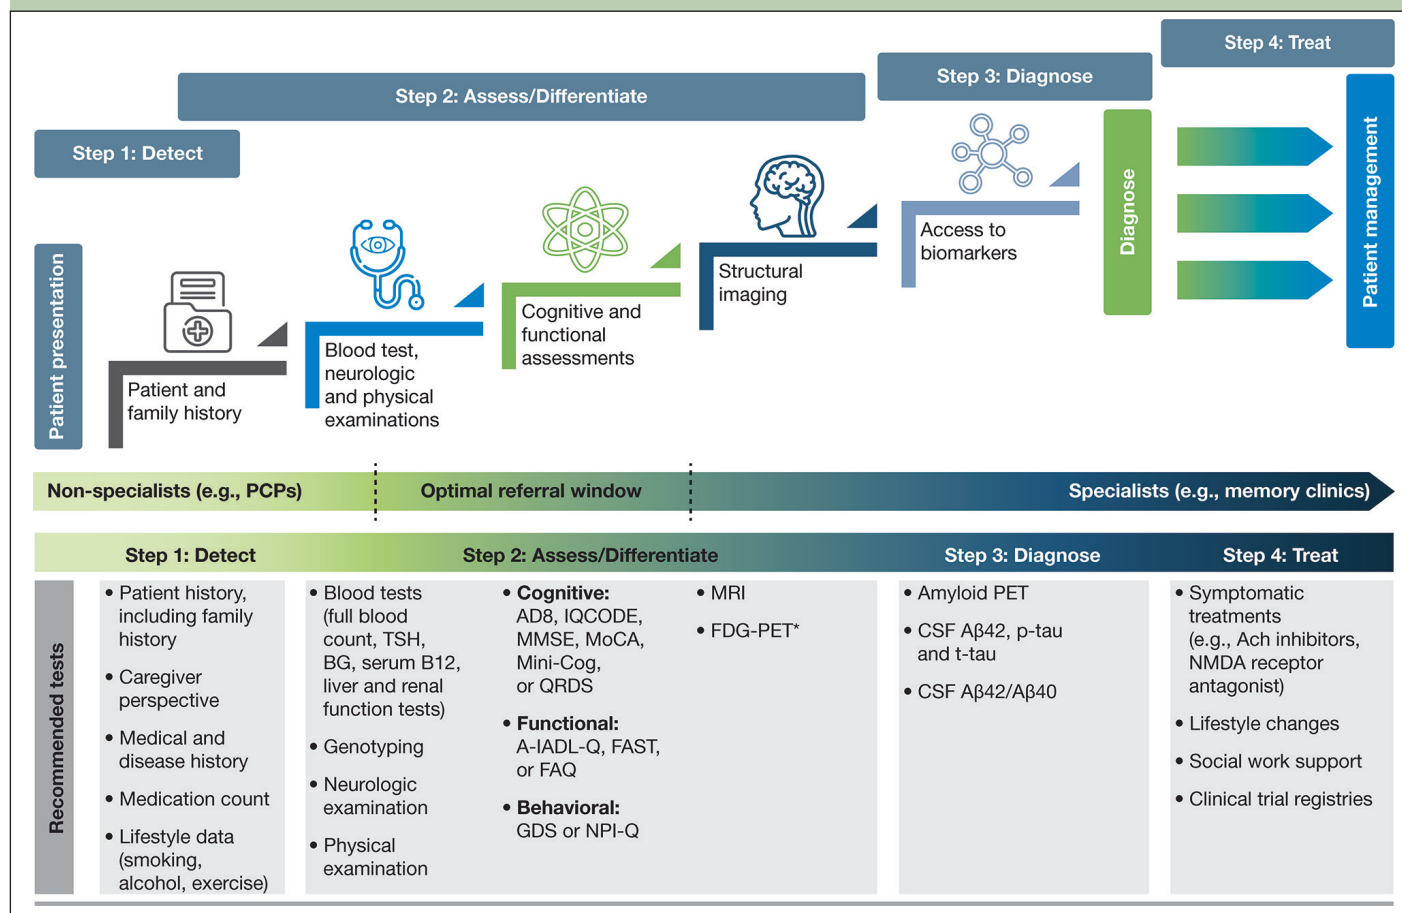 Step 4: Treat
Step 3: Diagnose
Step 2: Assess/Differentiate
Step 1: Detect
Patient presentation
Patient and
family history
Blood test,
neurologic
and physical
examinations
Cognitive and
functional
assessments
Structural
imaging
Access to
biomarkers
Diagnose
Patient management
Non-specialists (e.g., PCPs)
Optimal referral window
Specialists (e.g., memory clinics)
Step 1: Detect
Step 2: Assess/Differentiate
Step 3: Diagnose
Step 4: Treat
Recommended tests
• Patient history,
including family
history
• Caregiver
perspective
• Medical and
disease history
• Medication count
• Lifestyle data
(smoking,
alcohol, exercise)
• Blood tests
(full blood
count, TSH,
BG, serum B12,
liver and renal
function tests)
• Genotyping
• Neurologic
examination
• Physical
examination
• Cognitive:
AD8, IQCODE,
MMSE, MoCA,
Mini-Cog,
or QRDS
• Functional:
A-IADL-Q, FAST,
or FAQ
• Behavioral:
GDS or NPI-Q
• MRI
• FDG-PET*
• Amyloid PET
• CSF Aβ42, p-tau
and t-tau
• CSF Aβ42/Aβ40
• Symptomatic
treatments
(e.g., Ach inhibitors,
NMDA receptor
antagonist)
• Lifestyle changes
• Social work support
• Clinical trial registries